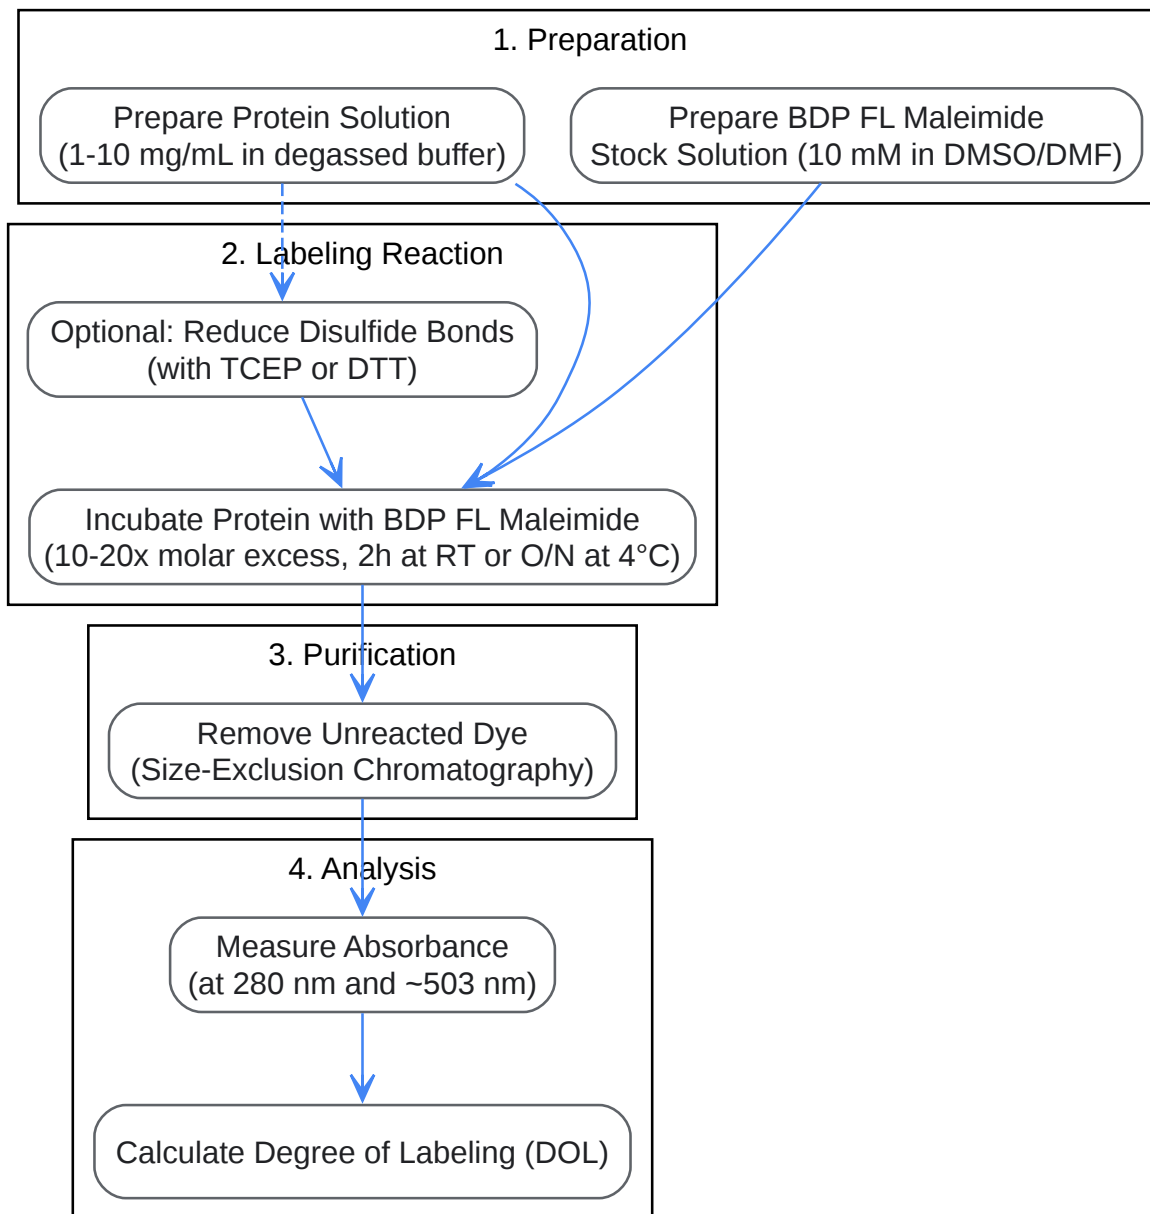 1. Preparation
Prepare Protein Solution
(1-10 mg/mL in degassed buffer)
Prepare BDP FL Maleimide
Stock Solution (10 mM in DMSO/DMF)
2. Labeling Reaction
Optional: Reduce Disulfide Bonds
(with TCEP or DTT)
Incubate Protein with BDP FL Maleimide
(10-20x molar excess, 2h at RT or O/N at 4°C)
3. Purification
Remove Unreacted Dye
(Size-Exclusion Chromatography)
4. Analysis
Measure Absorbance
(at 280 nm and ~503 nm)
Calculate Degree of Labeling (DOL)